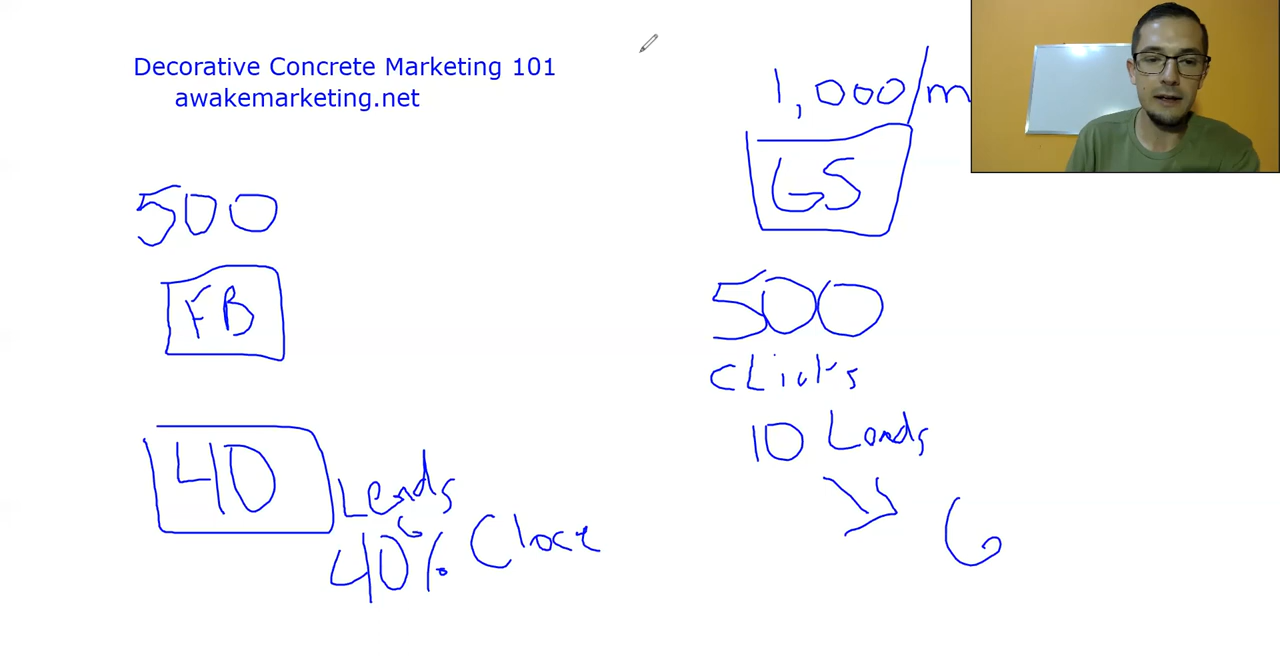 Decorative Concrete Marketing 101
awakemarketing.net
500
FB
40
Leads
40% Close
1,000/m
GS
500
Clicks
10 Leads
6